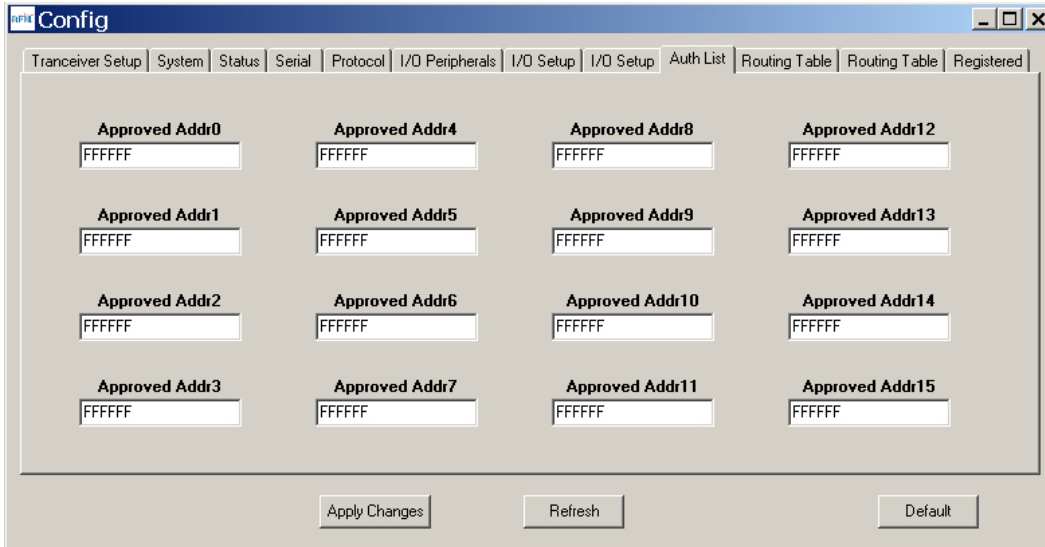 RFM Config
Tranceiver Setup System Status Serial Protocol I/O Peripherals I/O Setup I/O Setup Auth List Routing Table Routing Table Registered
Approved Addr0 Approved Addr4 Approved Addr8 Approved Addr12
FFFFFF FFFFFF FFFFFF FFFFFF
Approved Addr1 Approved Addr5 Approved Addr9 Approved Addr13
FFFFFF FFFFFF FFFFFF FFFFFF
Approved Addr2 Approved Addr6 Approved Addr10 Approved Addr14
FFFFFF FFFFFF FFFFFF FFFFFF
Approved Addr3 Approved Addr7 Approved Addr11 Approved Addr15
FFFFFF FFFFFF FFFFFF FFFFFF
Apply Changes Refresh Default